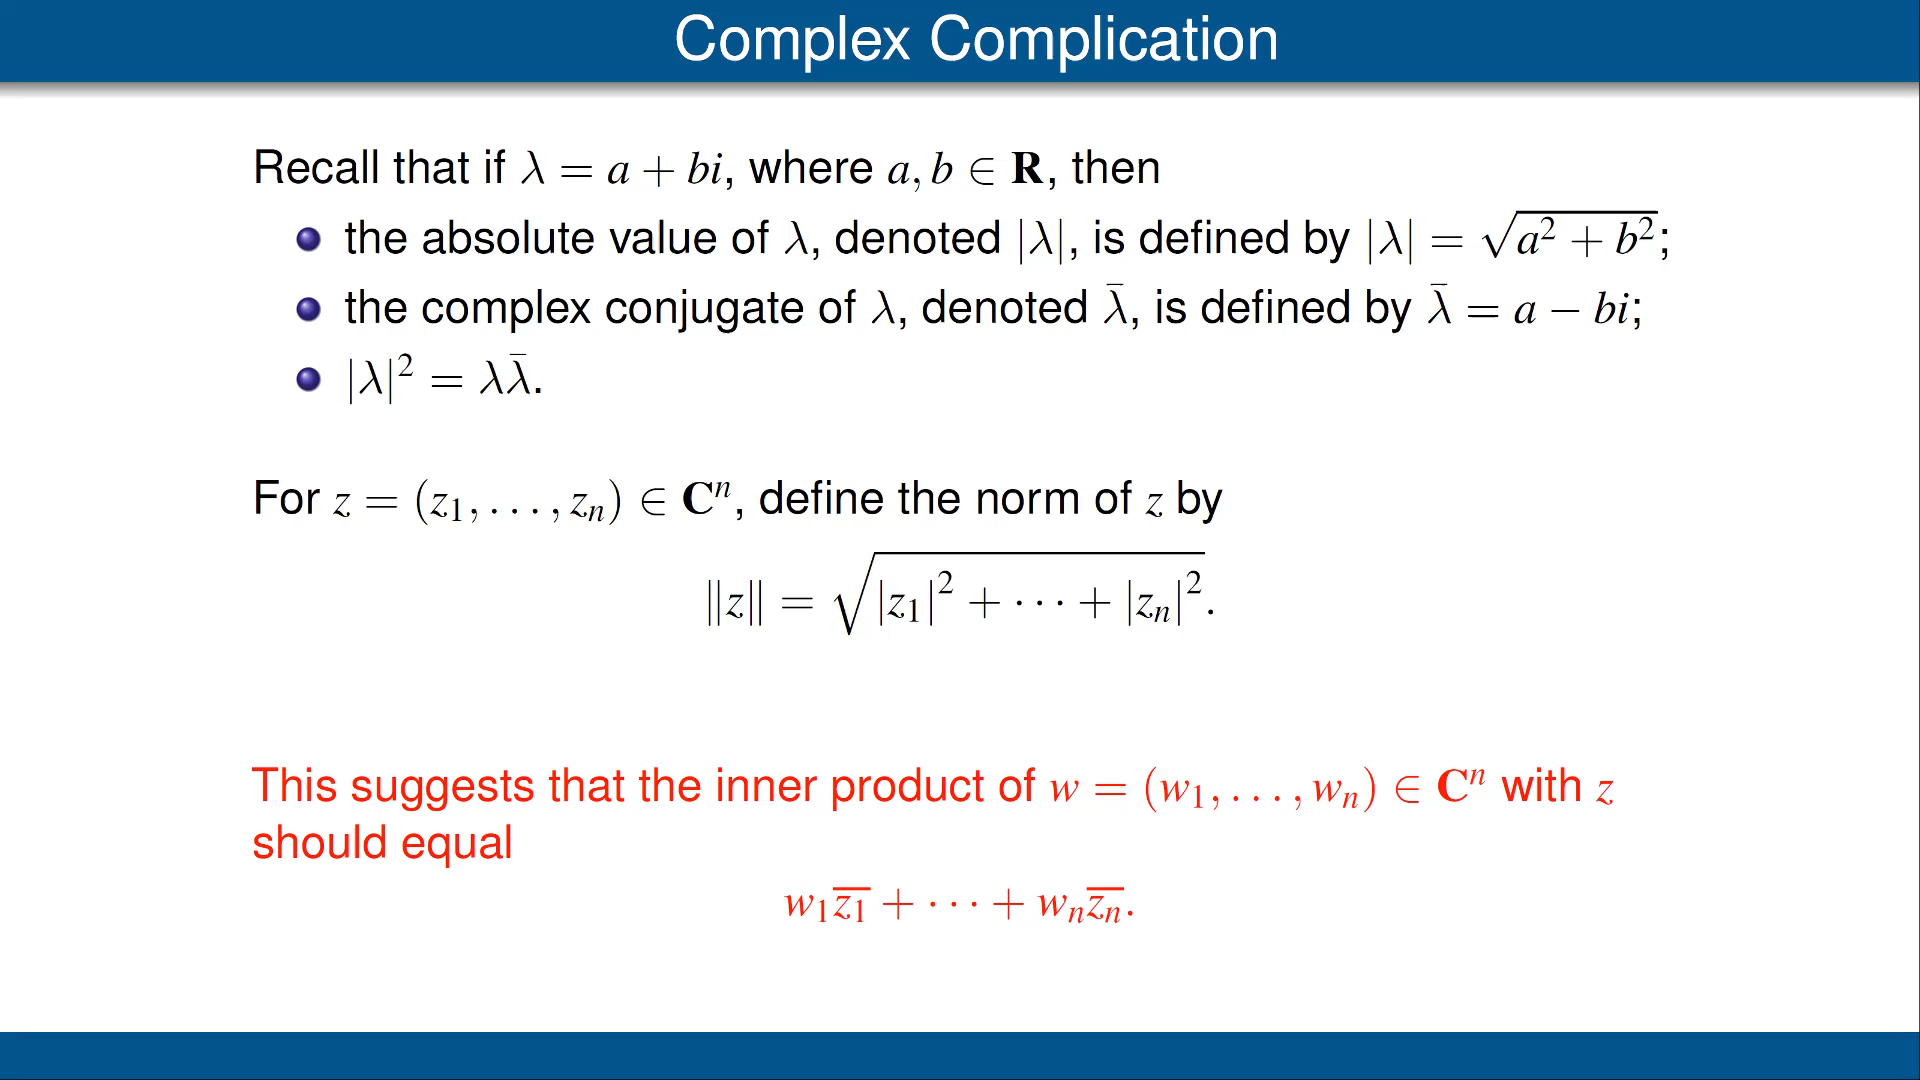 Complex Complication
Recall that if λ = a + bi, where a, b ∈ R, then
the absolute value of λ, denoted |λ|, is defined by |λ| = √(a² + b²);
the complex conjugate of λ, denoted λ̄, is defined by λ̄ = a − bi;
|λ|² = λλ̄.
For z = (z₁, . . . , zₙ) ∈ Cⁿ, define the norm of z by
‖z‖ = √(|z₁|² + · · · + |zₙ|²).
This suggests that the inner product of w = (w₁, . . . , wₙ) ∈ Cⁿ with z
should equal
w₁z̅₁ + · · · + wₙz̅ₙ.